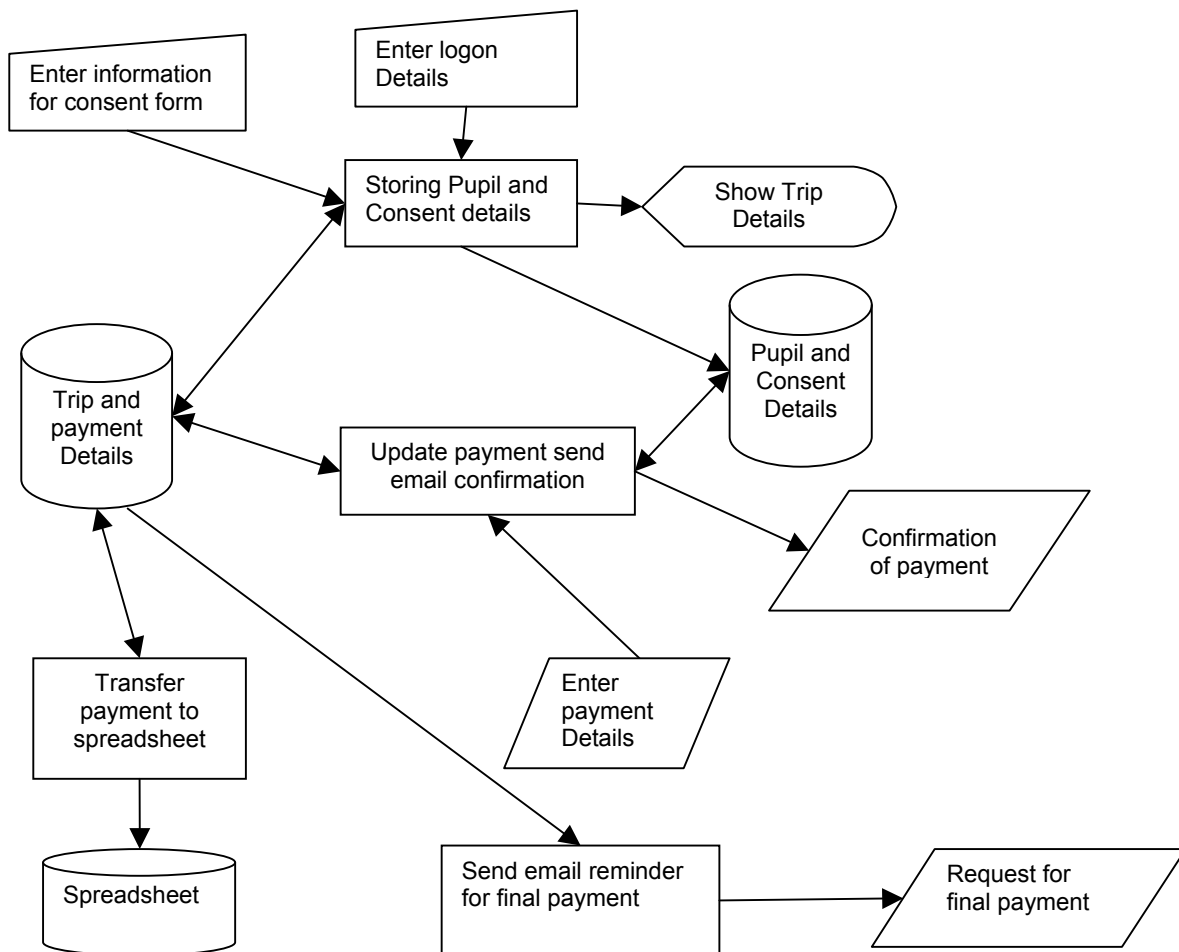 Enter information
for consent form
Enter logon
Details
Storing Pupil and
Consent details
Show Trip
Details
Trip and
payment
Details
Pupil and
Consent
Details
Update payment send
email confirmation
Confirmation
of payment
Transfer
payment to
spreadsheet
Enter
payment
Details
Spreadsheet
Send email reminder
for final payment
Request for
final payment